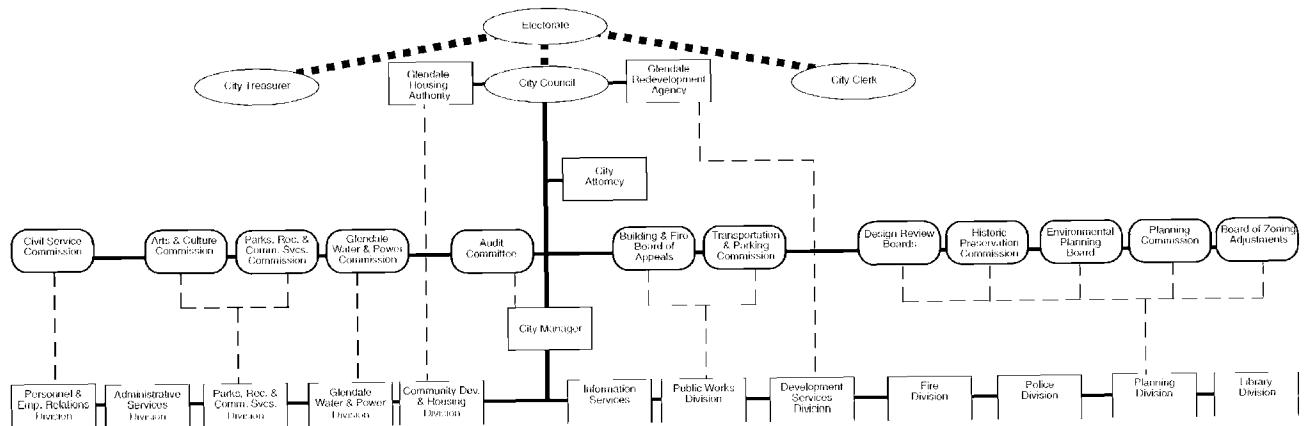 Electorate
City Treasurer
Glendale
Housing
Authority
City Council
Glendale
Redevelopment
Agency
City Clerk
City
Attorney
Civil Service
Commission
Arts & Culture
Commission
Parks, Rec. &
Comm. Svcs.
Commission
Glendale
Water & Power
Commission
Audit
Committee
Building & Fire
Board of
Appeals
Transportation
& Parking
Commission
Design Review
Boards
Historic
Preservation
Commission
Environmental
Planning
Board
Planning
Commission
Board of Zoning
Adjustments
City Manager
Personnel &
Emp. Relations
Division
Administrative
Services
Division
Parks, Rec. &
Comm. Svcs.
Division
Glendale
Water & Power
Division
Community Dev.
& Housing
Division
Information
Services
Public Works
Division
Development
Services
Division
Fire
Division
Police
Division
Planning
Division
Library
Division